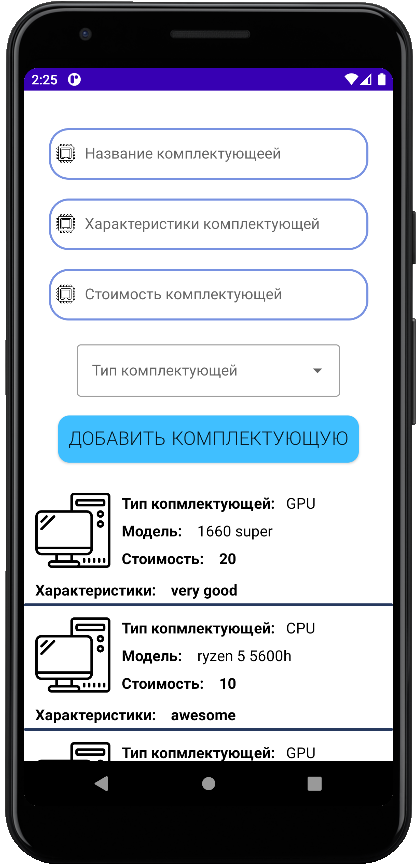 2:25
Название комплектующеей
Характеристики комплектующей
Стоимость комплектующей
Тип комплектующей
ДОБАВИТЬ КОМПЛЕКТУЮЩУЮ
Тип копмлектующей: GPU
Модель: 1660 super
Стоимость: 20
Характеристики: very good
Тип копмлектующей: CPU
Модель: ryzen 5 5600h
Стоимость: 10
Характеристики: awesome
Тип копмлектующей: GPU